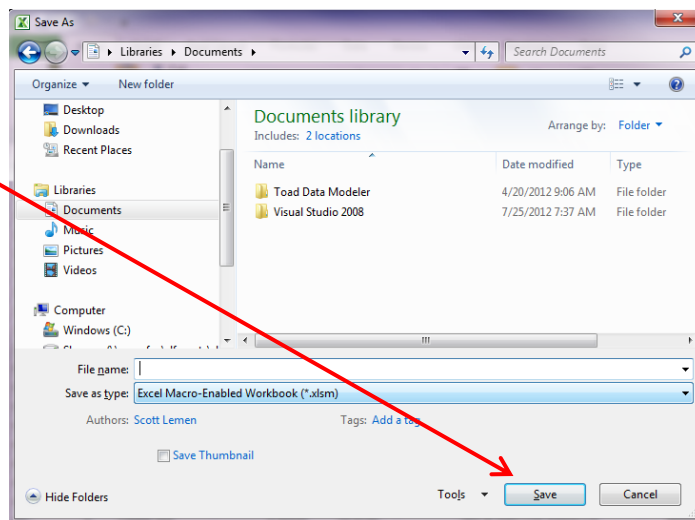 Save As
Libraries Documents
Search Documents
Organize New folder
Desktop
Downloads
Recent Places
Libraries
Documents
Music
Pictures
Videos
Computer
Windows (C:)
Documents library
Includes: 2 locations
Arrange by: Folder
Name Date modified Type
Toad Data Modeler 4/20/2012 9:06 AM File folder
Visual Studio 2008 7/25/2012 7:37 AM File folder
File name:
Save as type: Excel Macro-Enabled Workbook (*.xlsm)
Authors: Scott Lemen Tags: Add a tag
Save Thumbnail
Hide Folders Tools Save Cancel